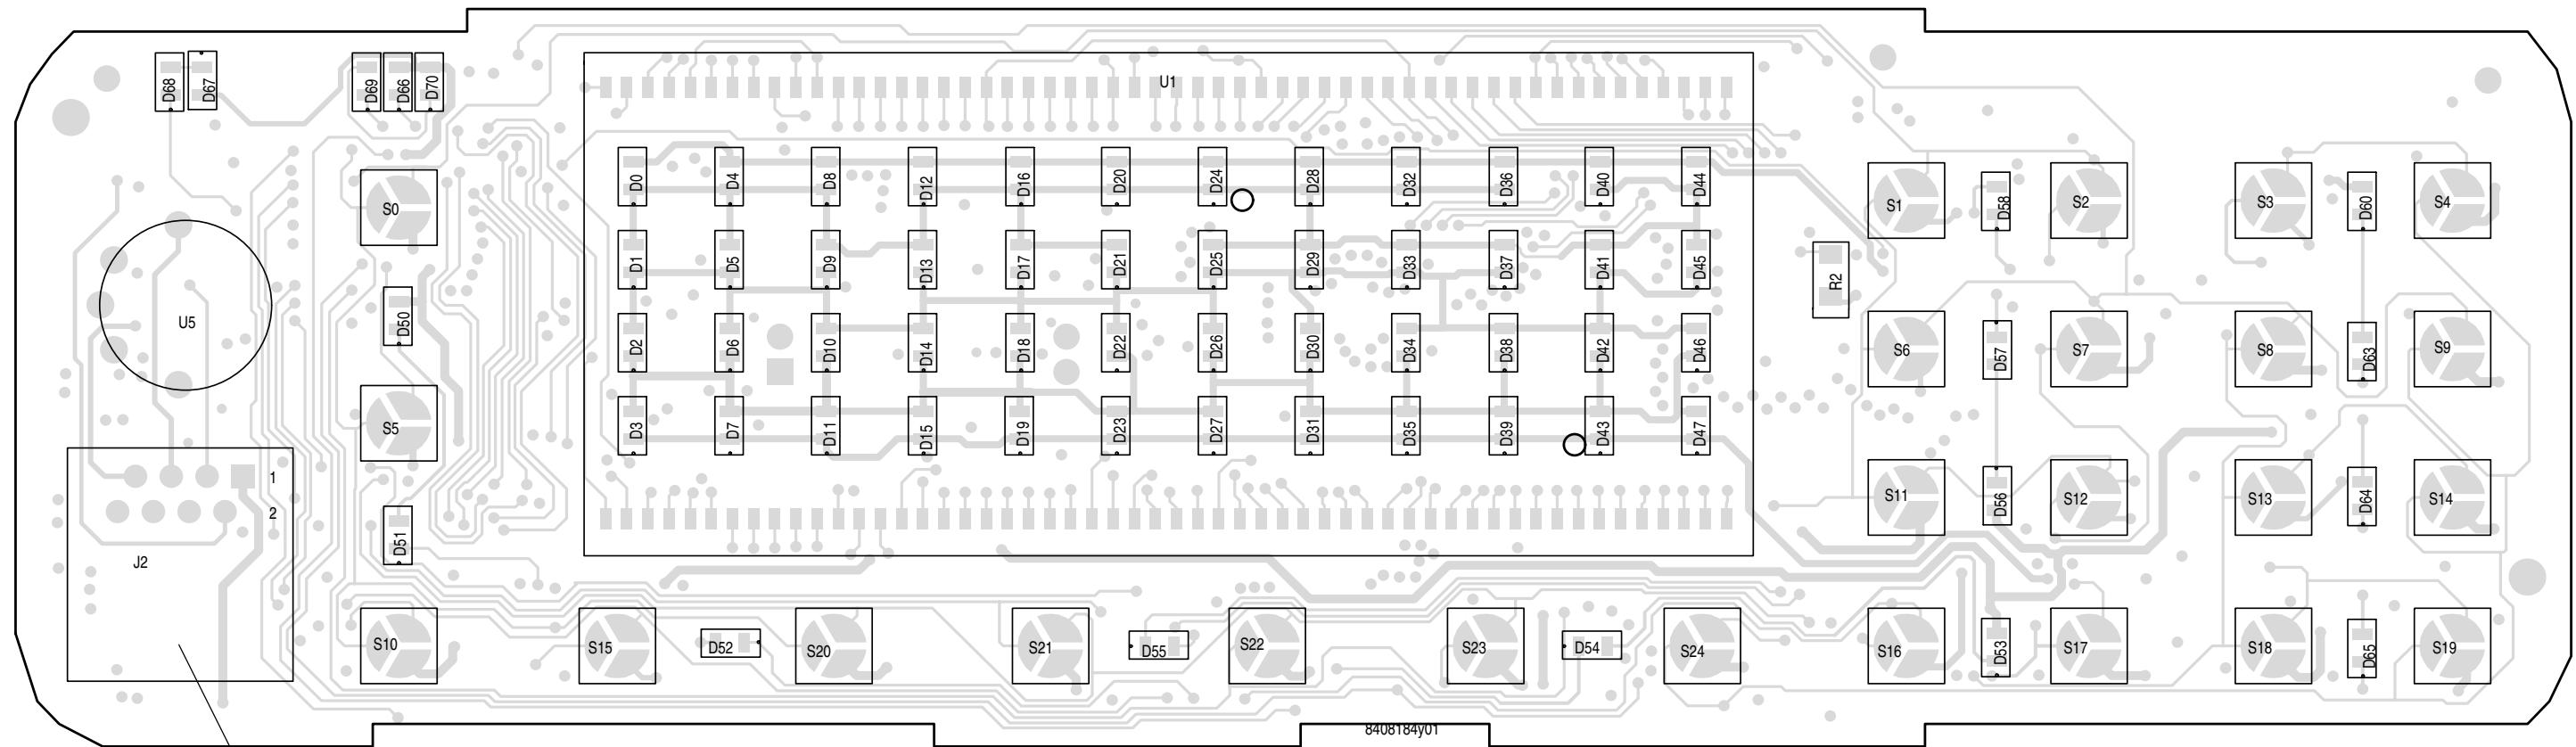 D68 D67 D69 D66 D70 U1
D0 D4 D8 D12 D16 D20 D24 D28 D32 D36 D40 D44
S0 S1 D58 S2 S3 D60 S4
D1 D5 D9 D13 D17 D21 D25 D29 D33 D37 D41 D45
R2
U5 D50
D2 D6 D10 D14 D18 D22 D26 D30 D34 D38 D42 D46
S6 D57 S7 S8 D63 S9
S5 D3 D7 D11 D15 D19 D23 D27 D31 D35 D39 D43 D47
1
2
S11 D56 S12 S13 D64 S14
D51
J2
S10 S15 D52 S20 S21 D55 S22 S23 D54 S24 S16 D53 S17 S18 D65 S19
8408184y01